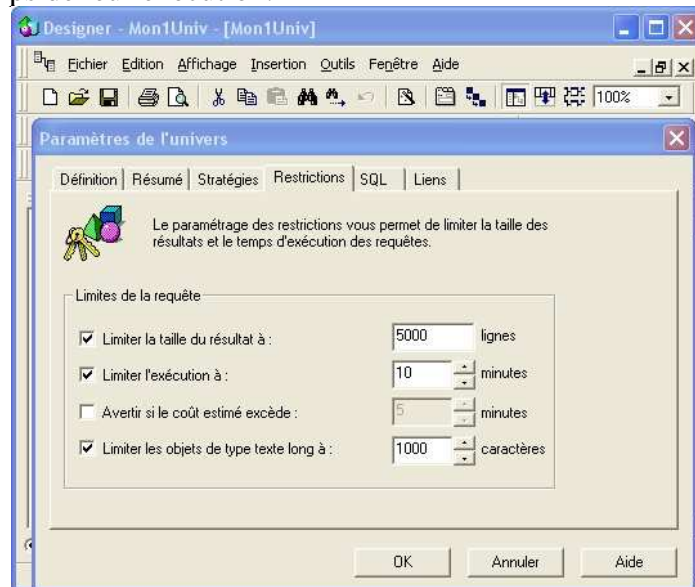 Designer - Mon1Univ - [Mon1Univ]
Fichier Edition Affichage Insertion Outils Fenêtre Aide
100%
Paramètres de l'univers
Définition Résumé Stratégies Restrictions SQL Liens
Le paramétrage des restrictions vous permet de limiter la taille des
résultats et le temps d'exécution des requêtes.
Limites de la requête
Limiter la taille du résultat à : 5000 lignes
Limiter l'exécution à : 10 minutes
Avertir si le coût estimé excède : 5 minutes
Limiter les objets de type texte long à : 1000 caractères
OK Annuler Aide